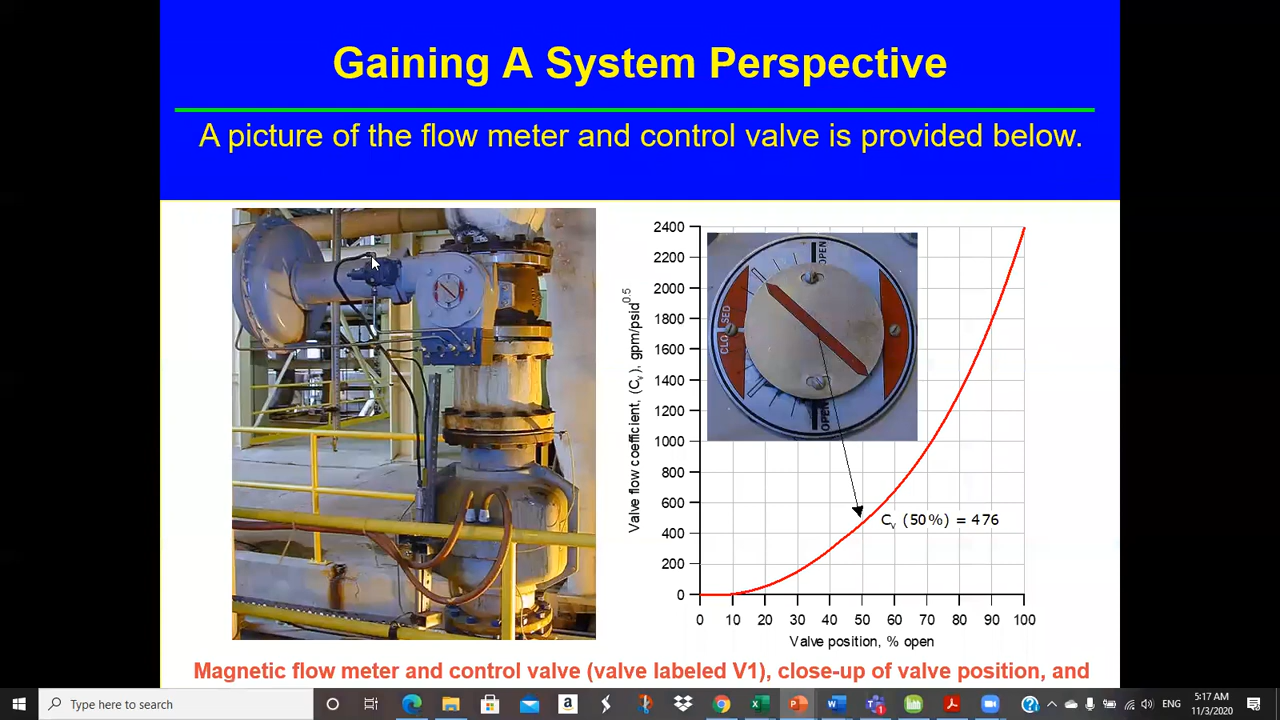 Gaining A System Perspective
A picture of the flow meter and control valve is provided below.
2400
2200
2000
1800
1600
1400
1200
1000
800
600
400
200
0
Valve flow coefficient, (Cv), gpm/psid^0.5
OPEN
CLOSED
OPEN
Cv (50%) = 476
0 10 20 30 40 50 60 70 80 90 100
Valve position, % open
Magnetic flow meter and control valve (valve labeled V1), close-up of valve position, and
Type here to search
ENG
5:17 AM
11/3/2020